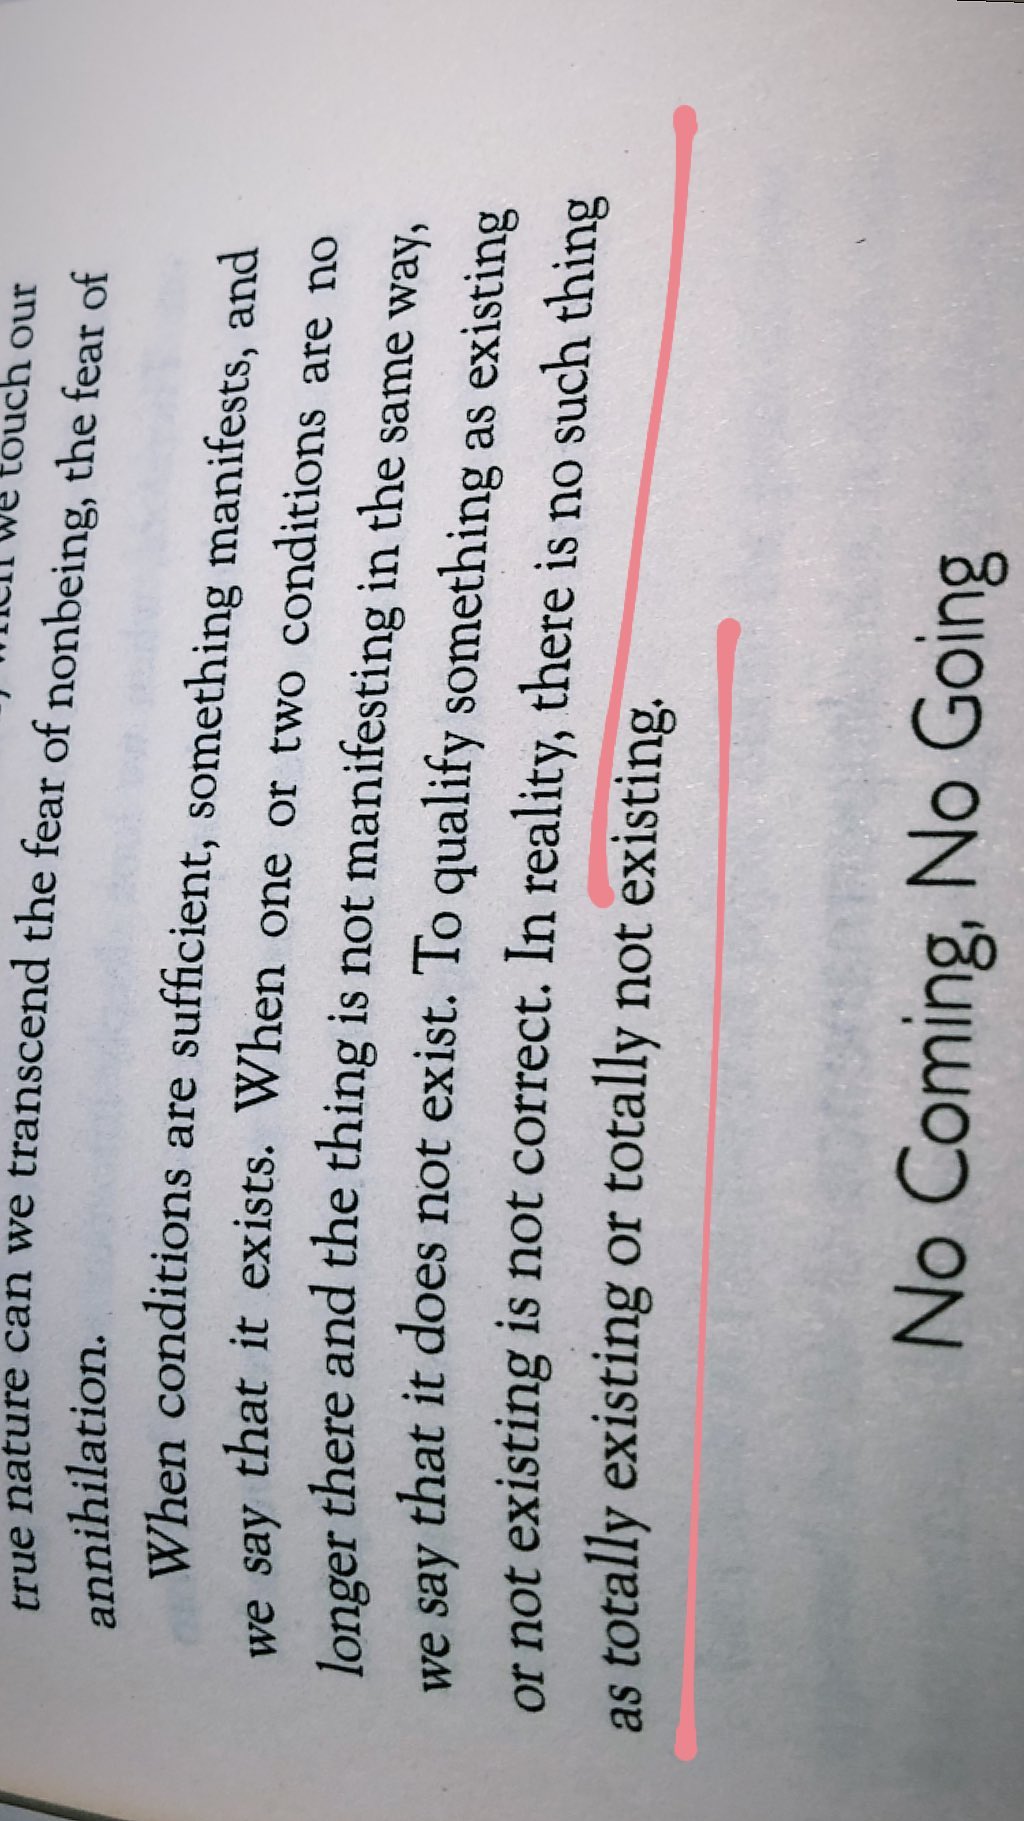 when we touch our
true nature can we transcend the fear of nonbeing, the fear of
annihilation.
When conditions are sufficient, something manifests, and
we say that it exists. When one or two conditions are no
longer there and the thing is not manifesting in the same way,
we say that it does not exist. To qualify something as existing
or not existing is not correct. In reality, there is no such thing
as totally existing or totally not existing.
No Coming, No Going